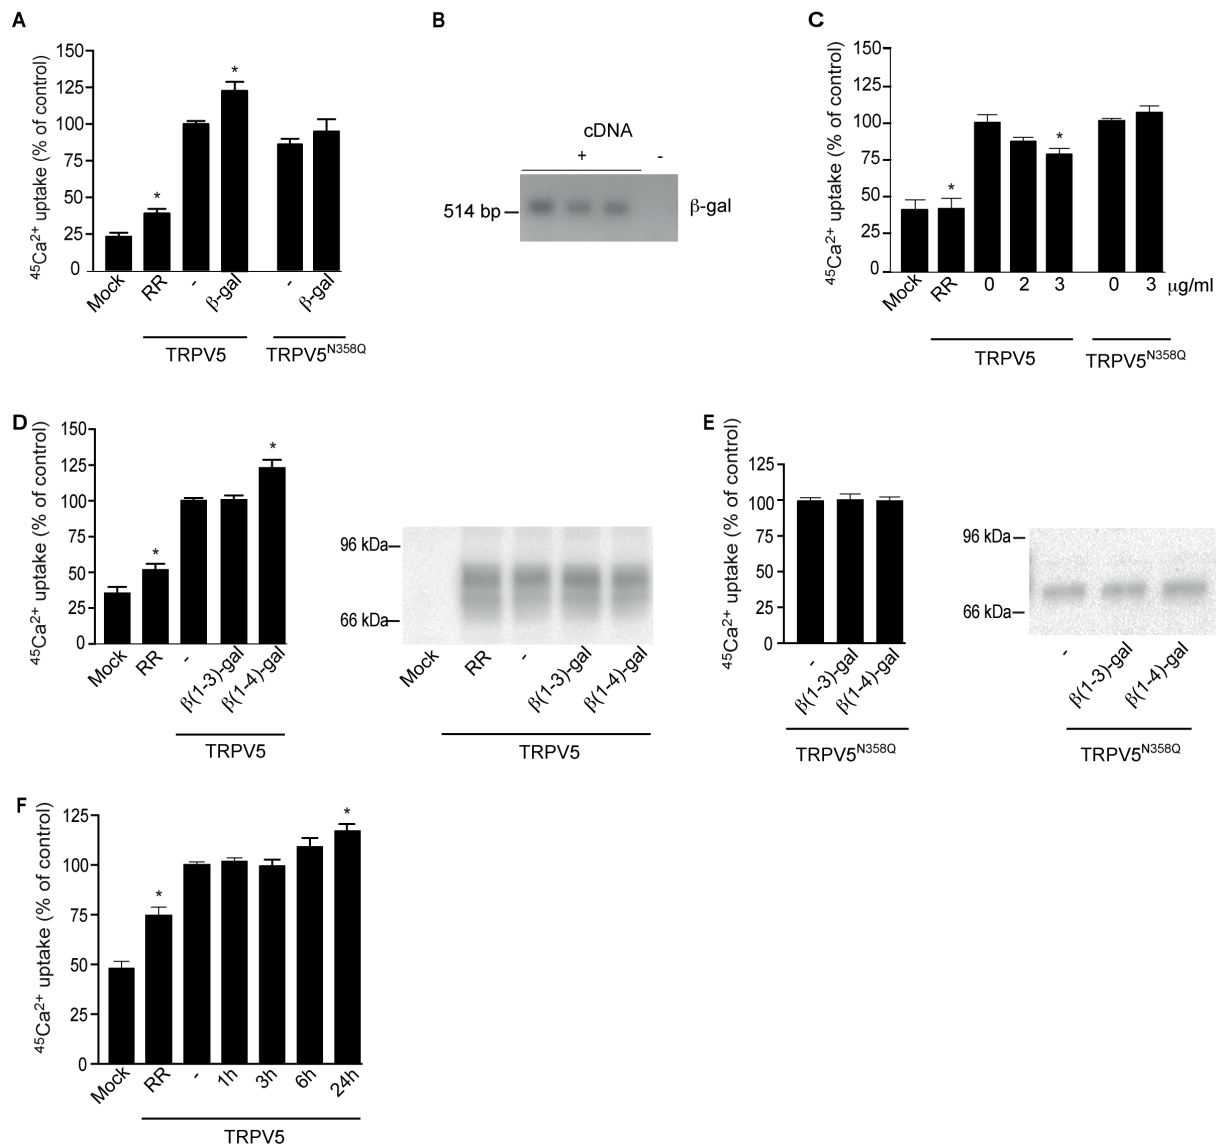 A
⁴⁵Ca²⁺ uptake (% of control)
150
125
100
75
50
25
0
*
*
Mock
RR
-
β-gal
-
β-gal
TRPV5
TRPV5ᴺ³⁵⁸Q
B
cDNA
+
-
514 bp
β-gal
C
⁴⁵Ca²⁺ uptake (% of control)
150
125
100
75
50
25
0
*
*
Mock
RR
0
2
3
0
3
μg/ml
TRPV5
TRPV5ᴺ³⁵⁸Q
D
⁴⁵Ca²⁺ uptake (% of control)
150
125
100
75
50
25
0
*
*
Mock
RR
-
β(1-3)-gal
β(1-4)-gal
TRPV5
96 kDa
66 kDa
Mock
RR
-
β(1-3)-gal
β(1-4)-gal
TRPV5
E
⁴⁵Ca²⁺ uptake (% of control)
125
100
75
50
25
0
-
β(1-3)-gal
β(1-4)-gal
TRPV5ᴺ³⁵⁸Q
96 kDa
66 kDa
-
β(1-3)-gal
β(1-4)-gal
TRPV5ᴺ³⁵⁸Q
F
⁴⁵Ca²⁺ uptake (% of control)
125
100
75
50
25
0
*
*
Mock
RR
-
1h
3h
6h
24h
TRPV5